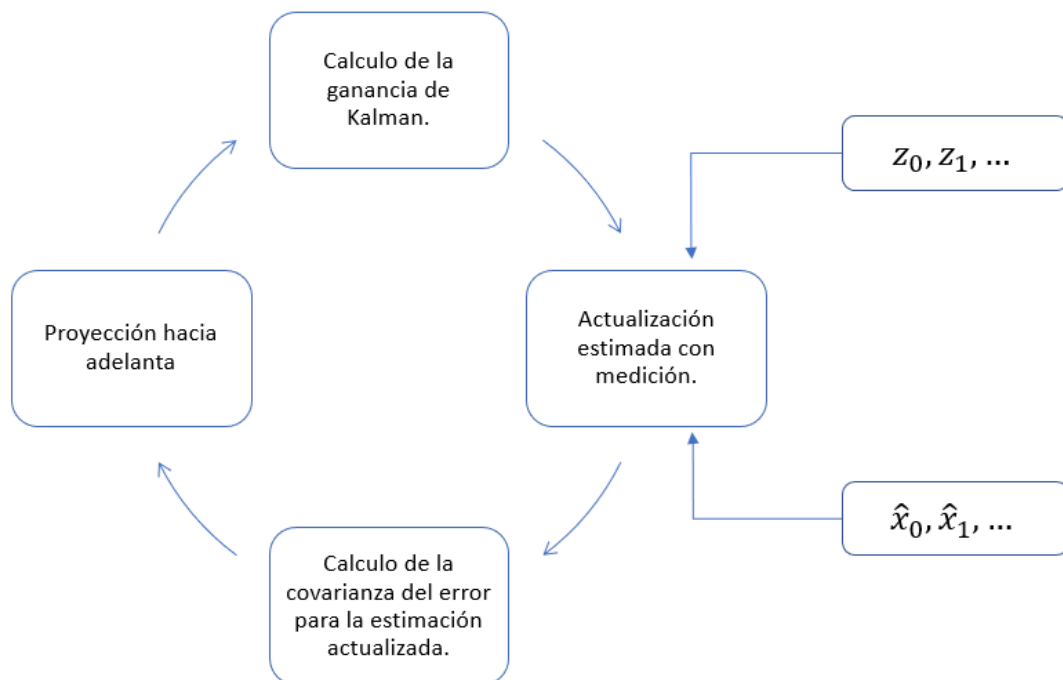 Calculo de la
ganancia de
Kalman.
z₀, z₁, ...
Proyección hacia
adelanta
Actualización
estimada con
medición.
x̂₀, x̂₁, ...
Calculo de la
covarianza del error
para la estimación
actualizada.